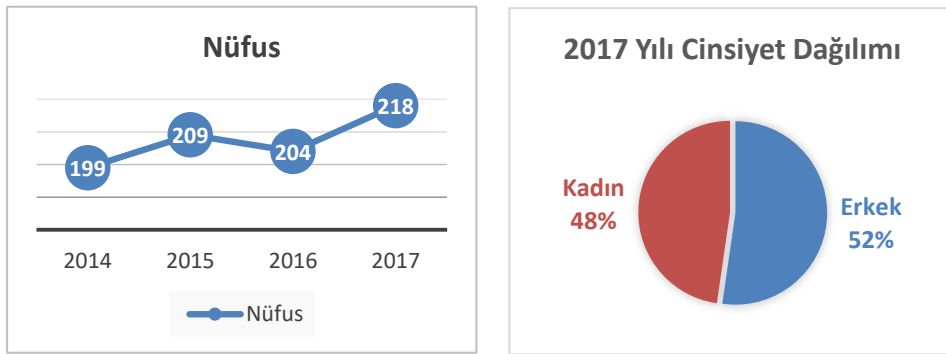 Nüfus
199
209
204
218
2014 2015 2016 2017
Nüfus
2017 Yılı Cinsiyet Dağılımı
Kadın
48%
Erkek
52%